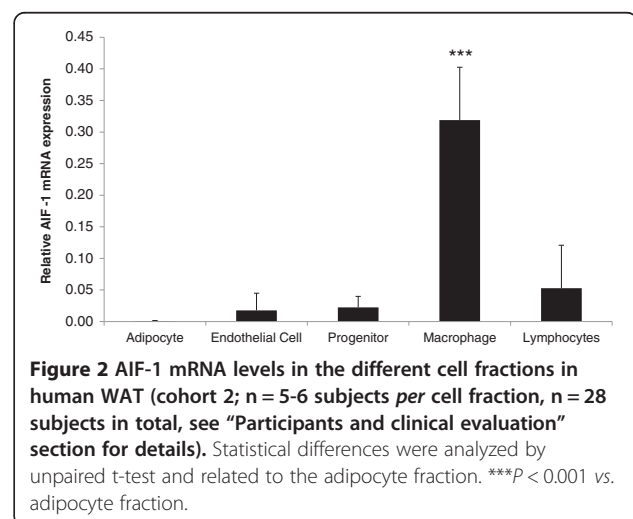 0.45
0.40
0.35
0.30
0.25
0.20
0.15
0.10
0.05
0.00
Relative AIF -1 mRNA expression
***
Adipocyte Endothelial Cell Progenitor Macrophage Lymphocytes
Figure 2 AIF-1 mRNA levels in the different cell fractions in
human WAT (cohort 2; n = 5-6 subjects per cell fraction, n = 28
subjects in total, see “Participants and clinical evaluation”
section for details). Statistical differences were analyzed by
unpaired t-test and related to the adipocyte fraction. ***P < 0.001 vs.
adipocyte fraction.